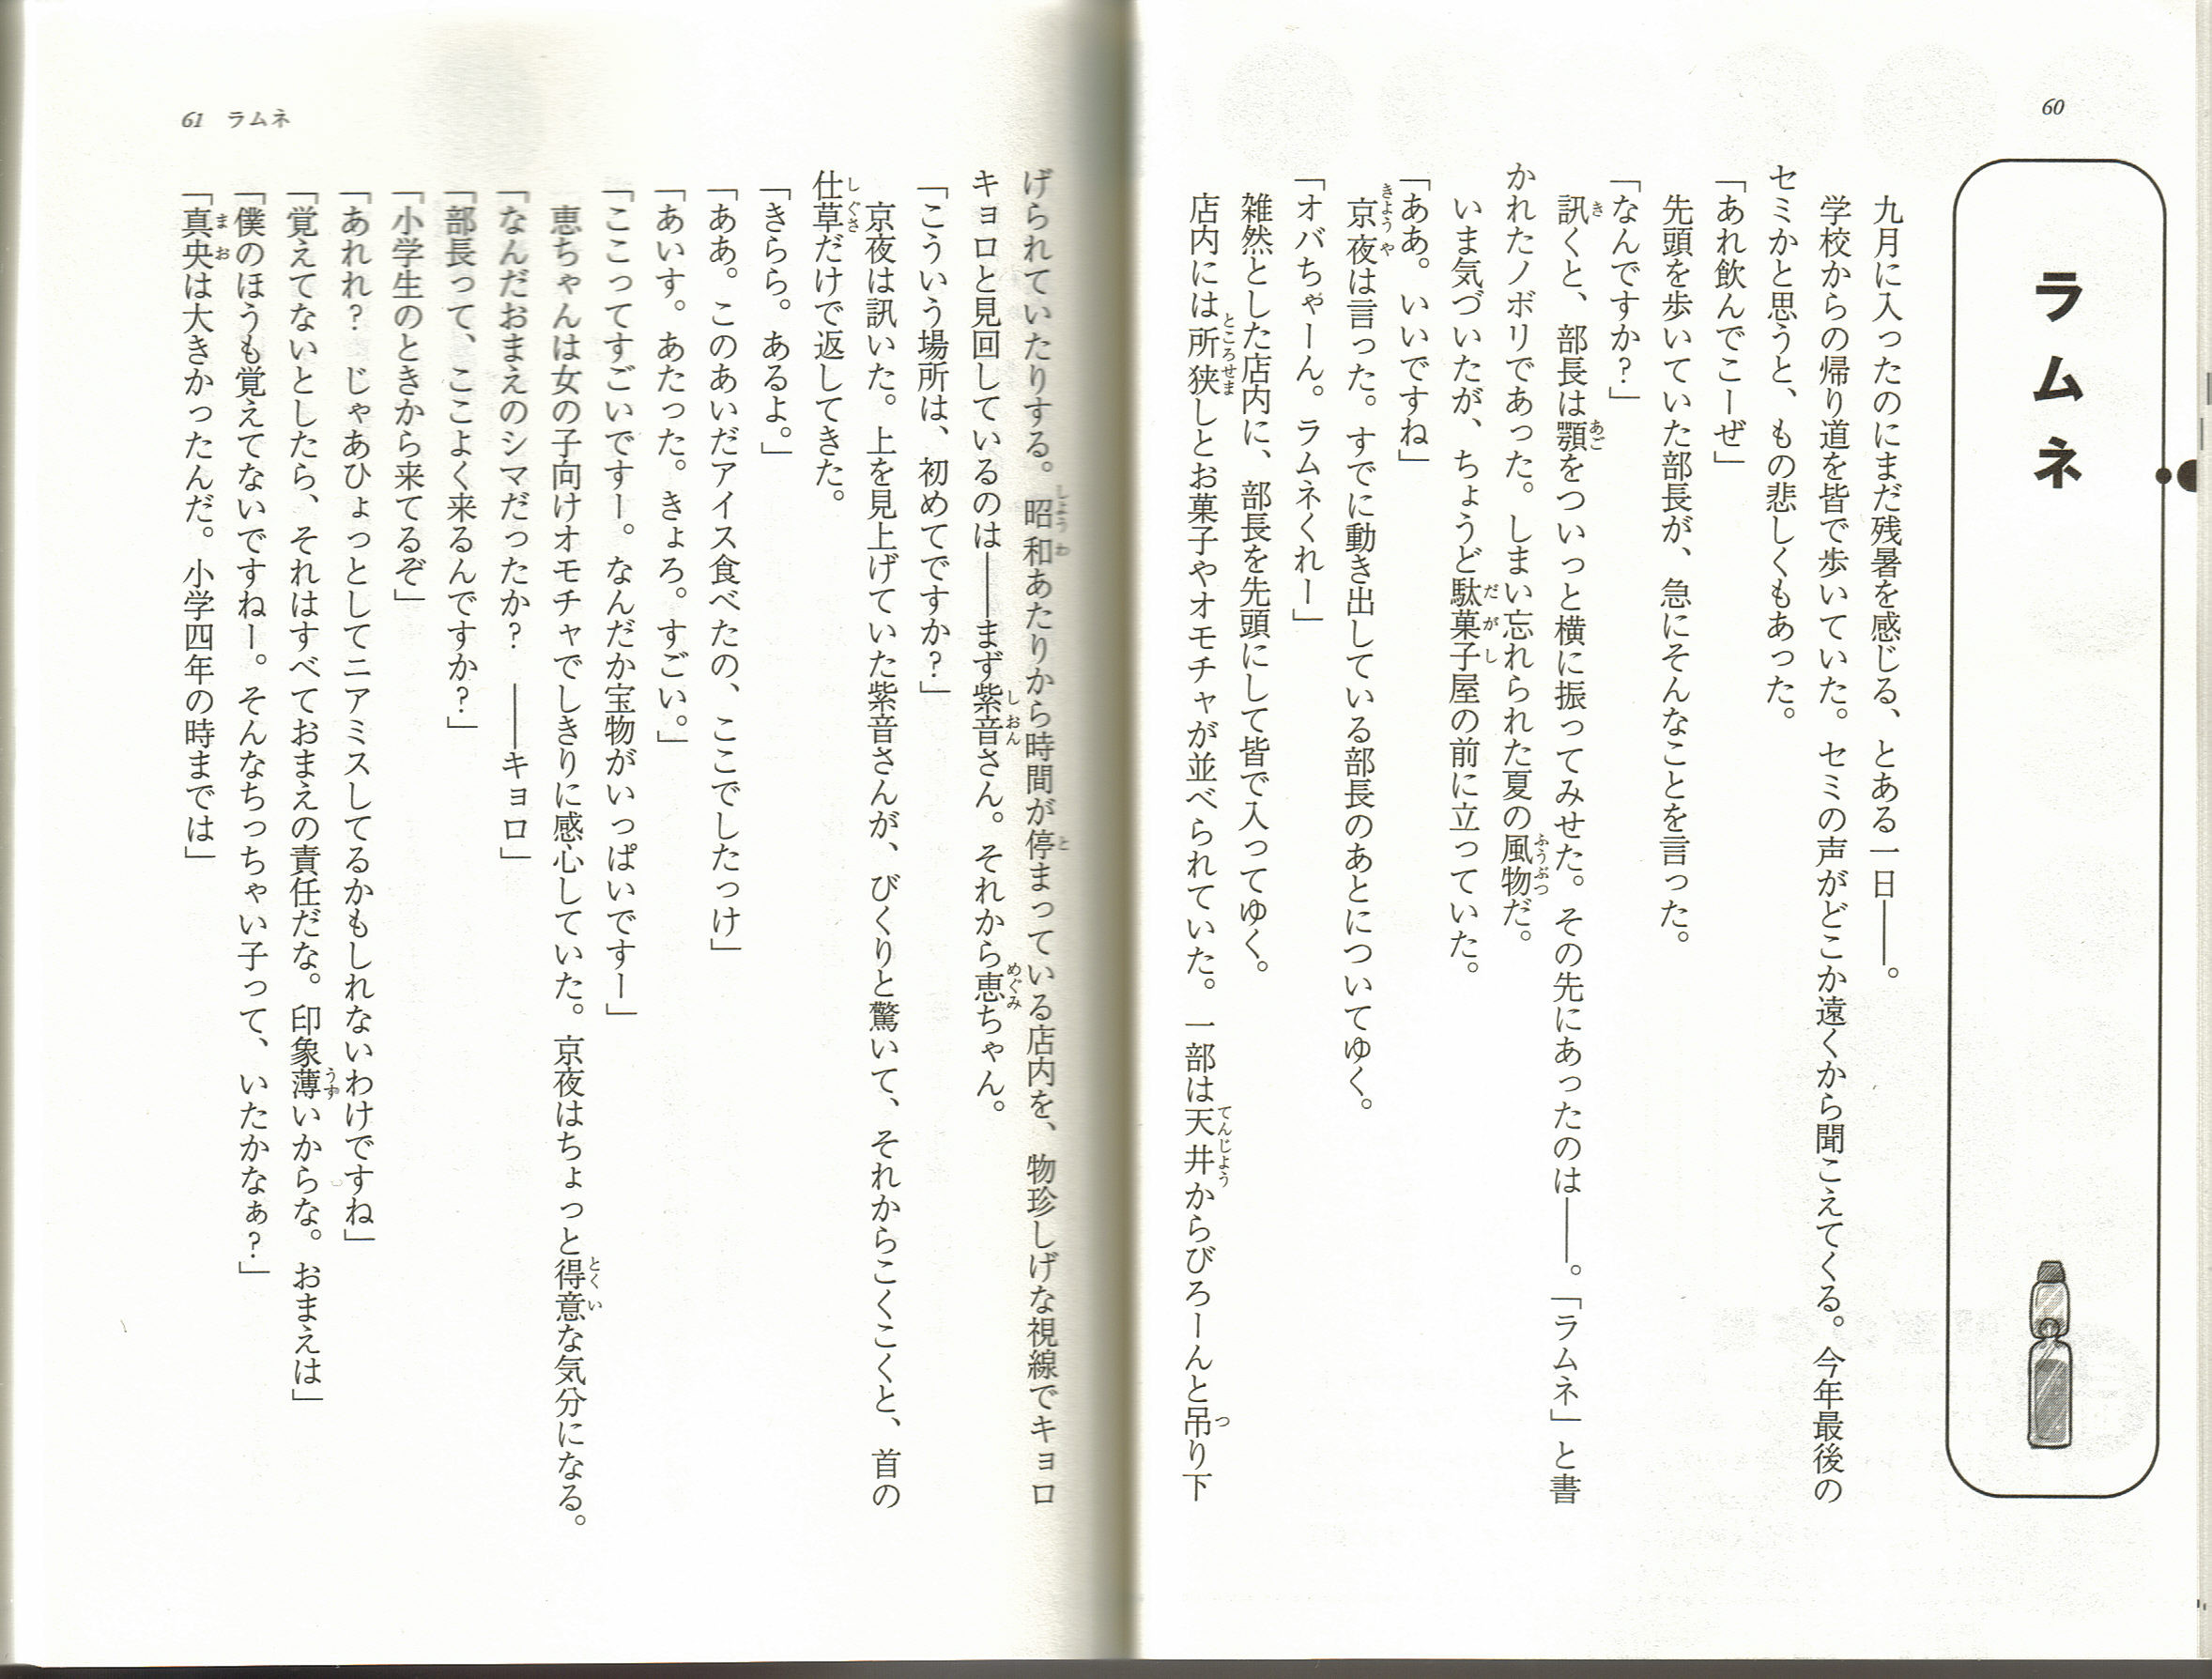 60
ラムネ
九月に入ったのにまだ残暑を感じる、とある一日――。
学校からの帰り道を皆で歩いていた。セミの声がどこか遠くから聞こえてくる。今年最後の
セミかと思うと、もの悲しくもあった。
「あれ飲んでこーぜ」
先頭を歩いていた部長が、急にそんなことを言った。
「なんですか？」
訊くと、部長は顎をついっと横に振ってみせた。その先にあったのは――。「ラムネ」と書
かれたノボリであった。しまい忘れられた夏の風物だ。
いま気づいたが、ちょうど駄菓子屋の前に立っていた。
「ああ。いいですね」
京夜は言った。すでに動き出している部長のあとについてゆく。
「オバちゃーん。ラムネくれー」
雑然とした店内に、部長を先頭にして皆で入ってゆく。
店内には所狭しとお菓子やオモチャが並べられていた。一部は天井からびろーんと吊り下
げられていたりする。昭和あたりから時間が停まっている店内を、物珍しげな視線でキョロ
キョロと見回しているのは――まず紫音さん。それから恵ちゃん。
「こういう場所は、初めてですか？」
京夜は訊いた。上を見上げていた紫音さんが、びくりと驚いて、それからこくこくと、首の
仕草だけで返してきた。
「きらら。あるよ。」
「ああ。このあいだアイス食べたの、ここでしたっけ」
「あいす。あたった。きょろ。すごい。」
「ここってすごいですー。なんだか宝物がいっぱいですー」
恵ちゃんは女の子向けオモチャでしきりに感心していた。京夜はちょっと得意な気分になる。
「なんだおまえのシマだったか？　――キョロ」
「部長って、ここよく来るんですか？」
「小学生のときから来てるぞ」
「あれれ？　じゃあひょっとしてニアミスしてるかもしれないわけですね」
「覚えてないとしたら、それはすべておまえの責任だな。印象薄いからな。おまえは」
「僕のほうも覚えてないですねー。そんなちっちゃい子って、いたかなぁ？」
「真央は大きかったんだ。小学四年の時までは」
61　ラムネ